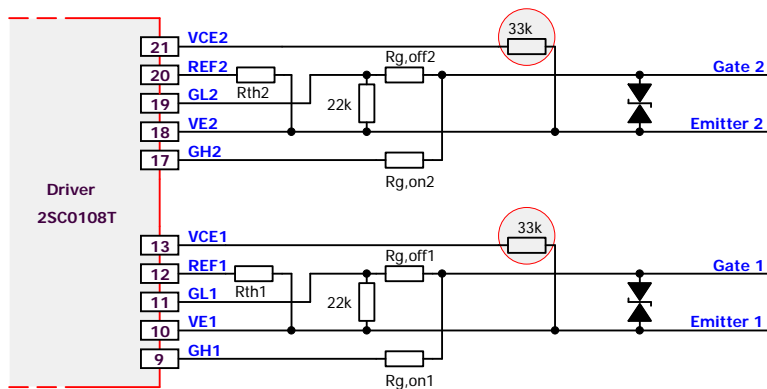 33k
21 VCE2
Rg,off2
20 REF2
Gate 2
Rth2
19 GL2
22k
18 VE2
Emitter 2
17 GH2
Rg,on2
Driver
2SC0108T
33k
13 VCE1
Rg,off1
12 REF1
Gate 1
Rth1
11 GL1
22k
10 VE1
Emitter 1
9 GH1
Rg,on1